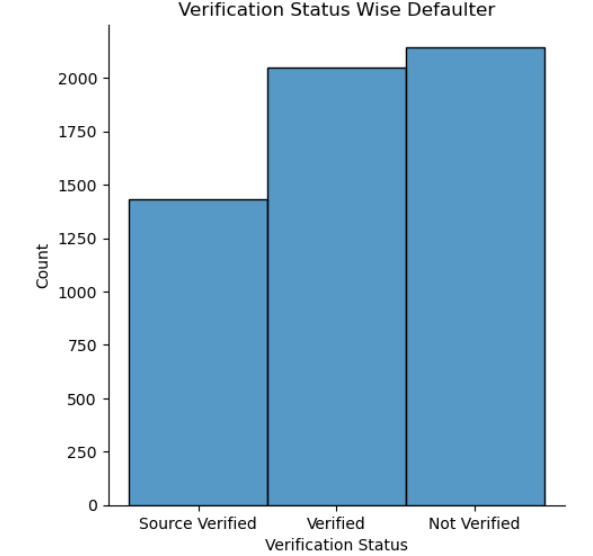 Verification Status Wise Defaulter
Count
2000
1750
1500
1250
1000
750
500
250
0
Source Verified
Verified
Not Verified
Verification Status